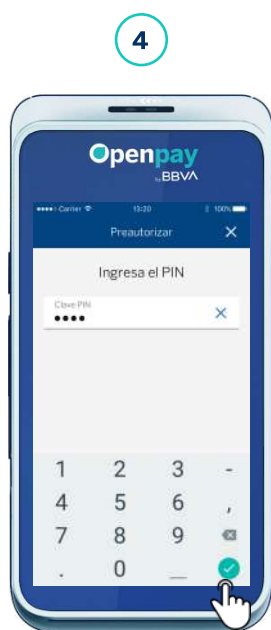 4
Openpay
by BBVA
Carrier 13:20 100%
Preautorizar
Ingresa el PIN
Clave PIN
••••
1 2 3 -
4 5 6 ,
7 8 9
. 0 _